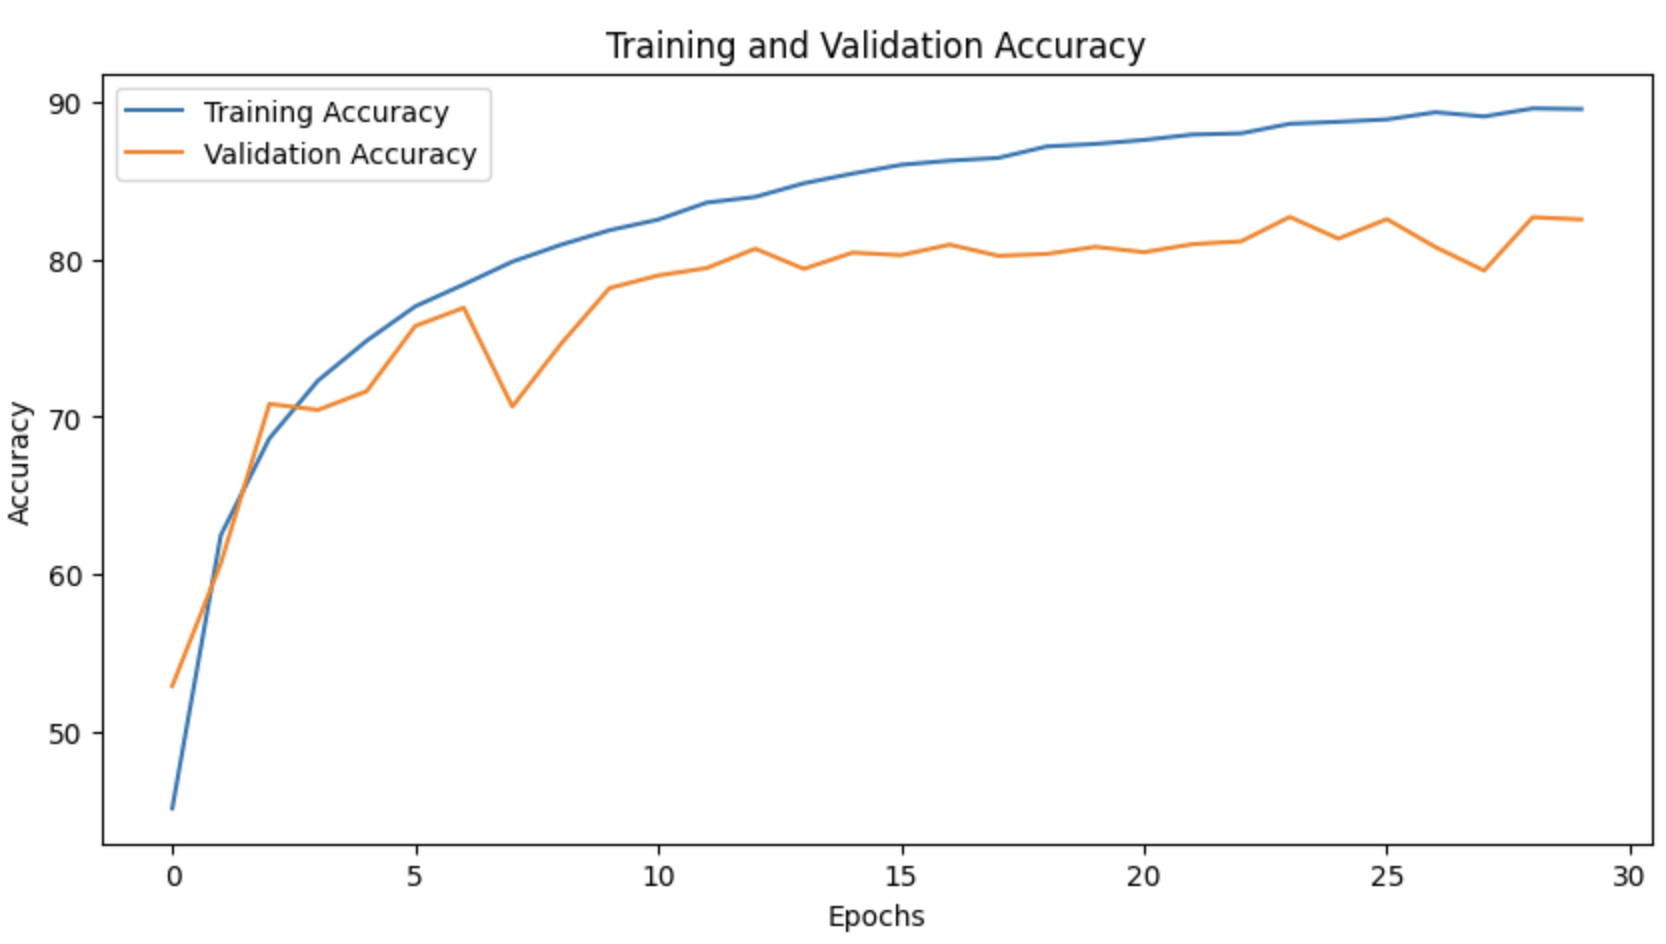 Training and Validation Accuracy
Training Accuracy
Validation Accuracy
90
80
70
60
50
Accuracy
0 5 10 15 20 25 30
Epochs